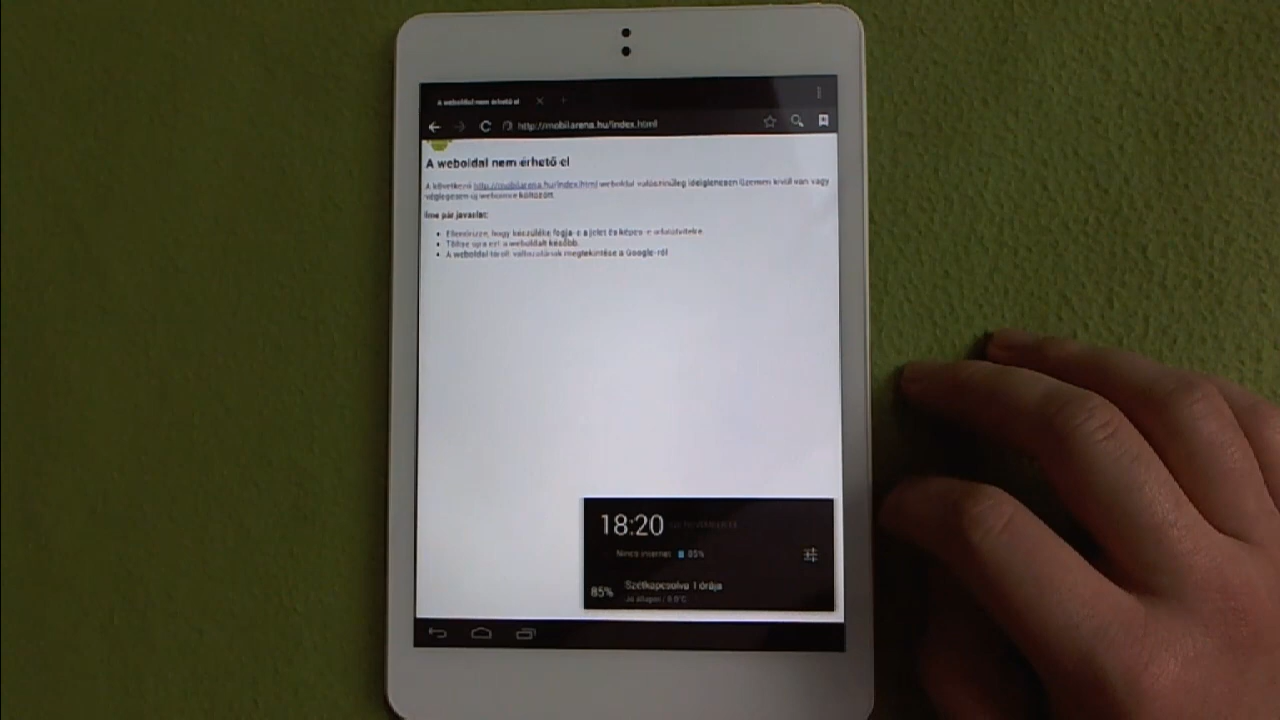 A weboldal nem érhető el
http://mobilarena.hu/index.html
A weboldal nem érhető el
A következő http://mobilarena.hu/index.html weboldal valószínűleg ideiglenesen üzemen kívül van vagy
véglegesen új webcímre költözött.
Íme pár javaslat:
Ellenőrizze, hogy készüléke fogja-e a jelet és képes-e adatátvitelre.
Töltse újra ezt a weboldalt később.
A weboldal tárolt változatának megtekintése a Google-ról
18:20
Nincs internet 85%
85% Szétkapcsolva 1 órája